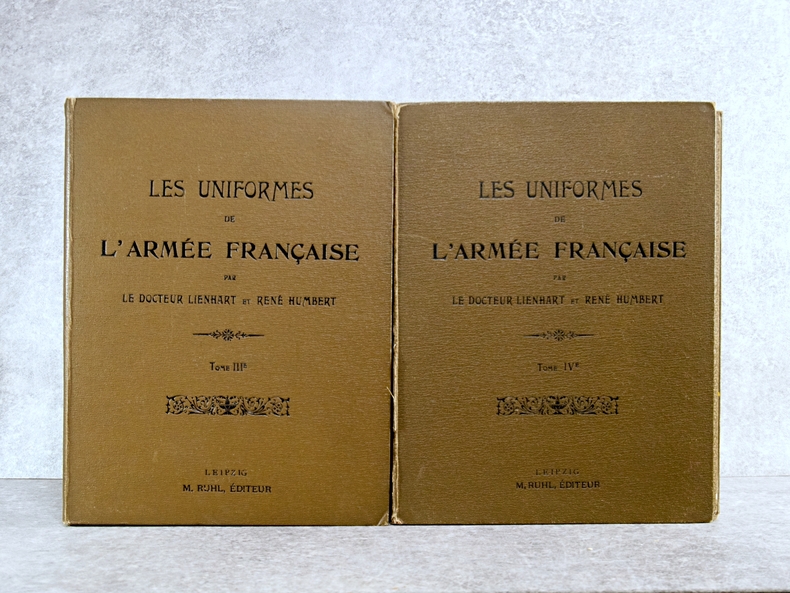 LES UNIFORMES
DE
L'ARMÉE FRANÇAISE
PAR
LE DOCTEUR LIENHART ET RENÉ HUMBERT
TOME IIIE
LEIPZIG
M. RUHL, ÉDITEUR
LES UNIFORMES
DE
L'ARMÉE FRANÇAISE
PAR
LE DOCTEUR LIENHART ET RENÉ HUMBERT
TOME IVE
LEIPZIG
M. RUHL, ÉDITEUR